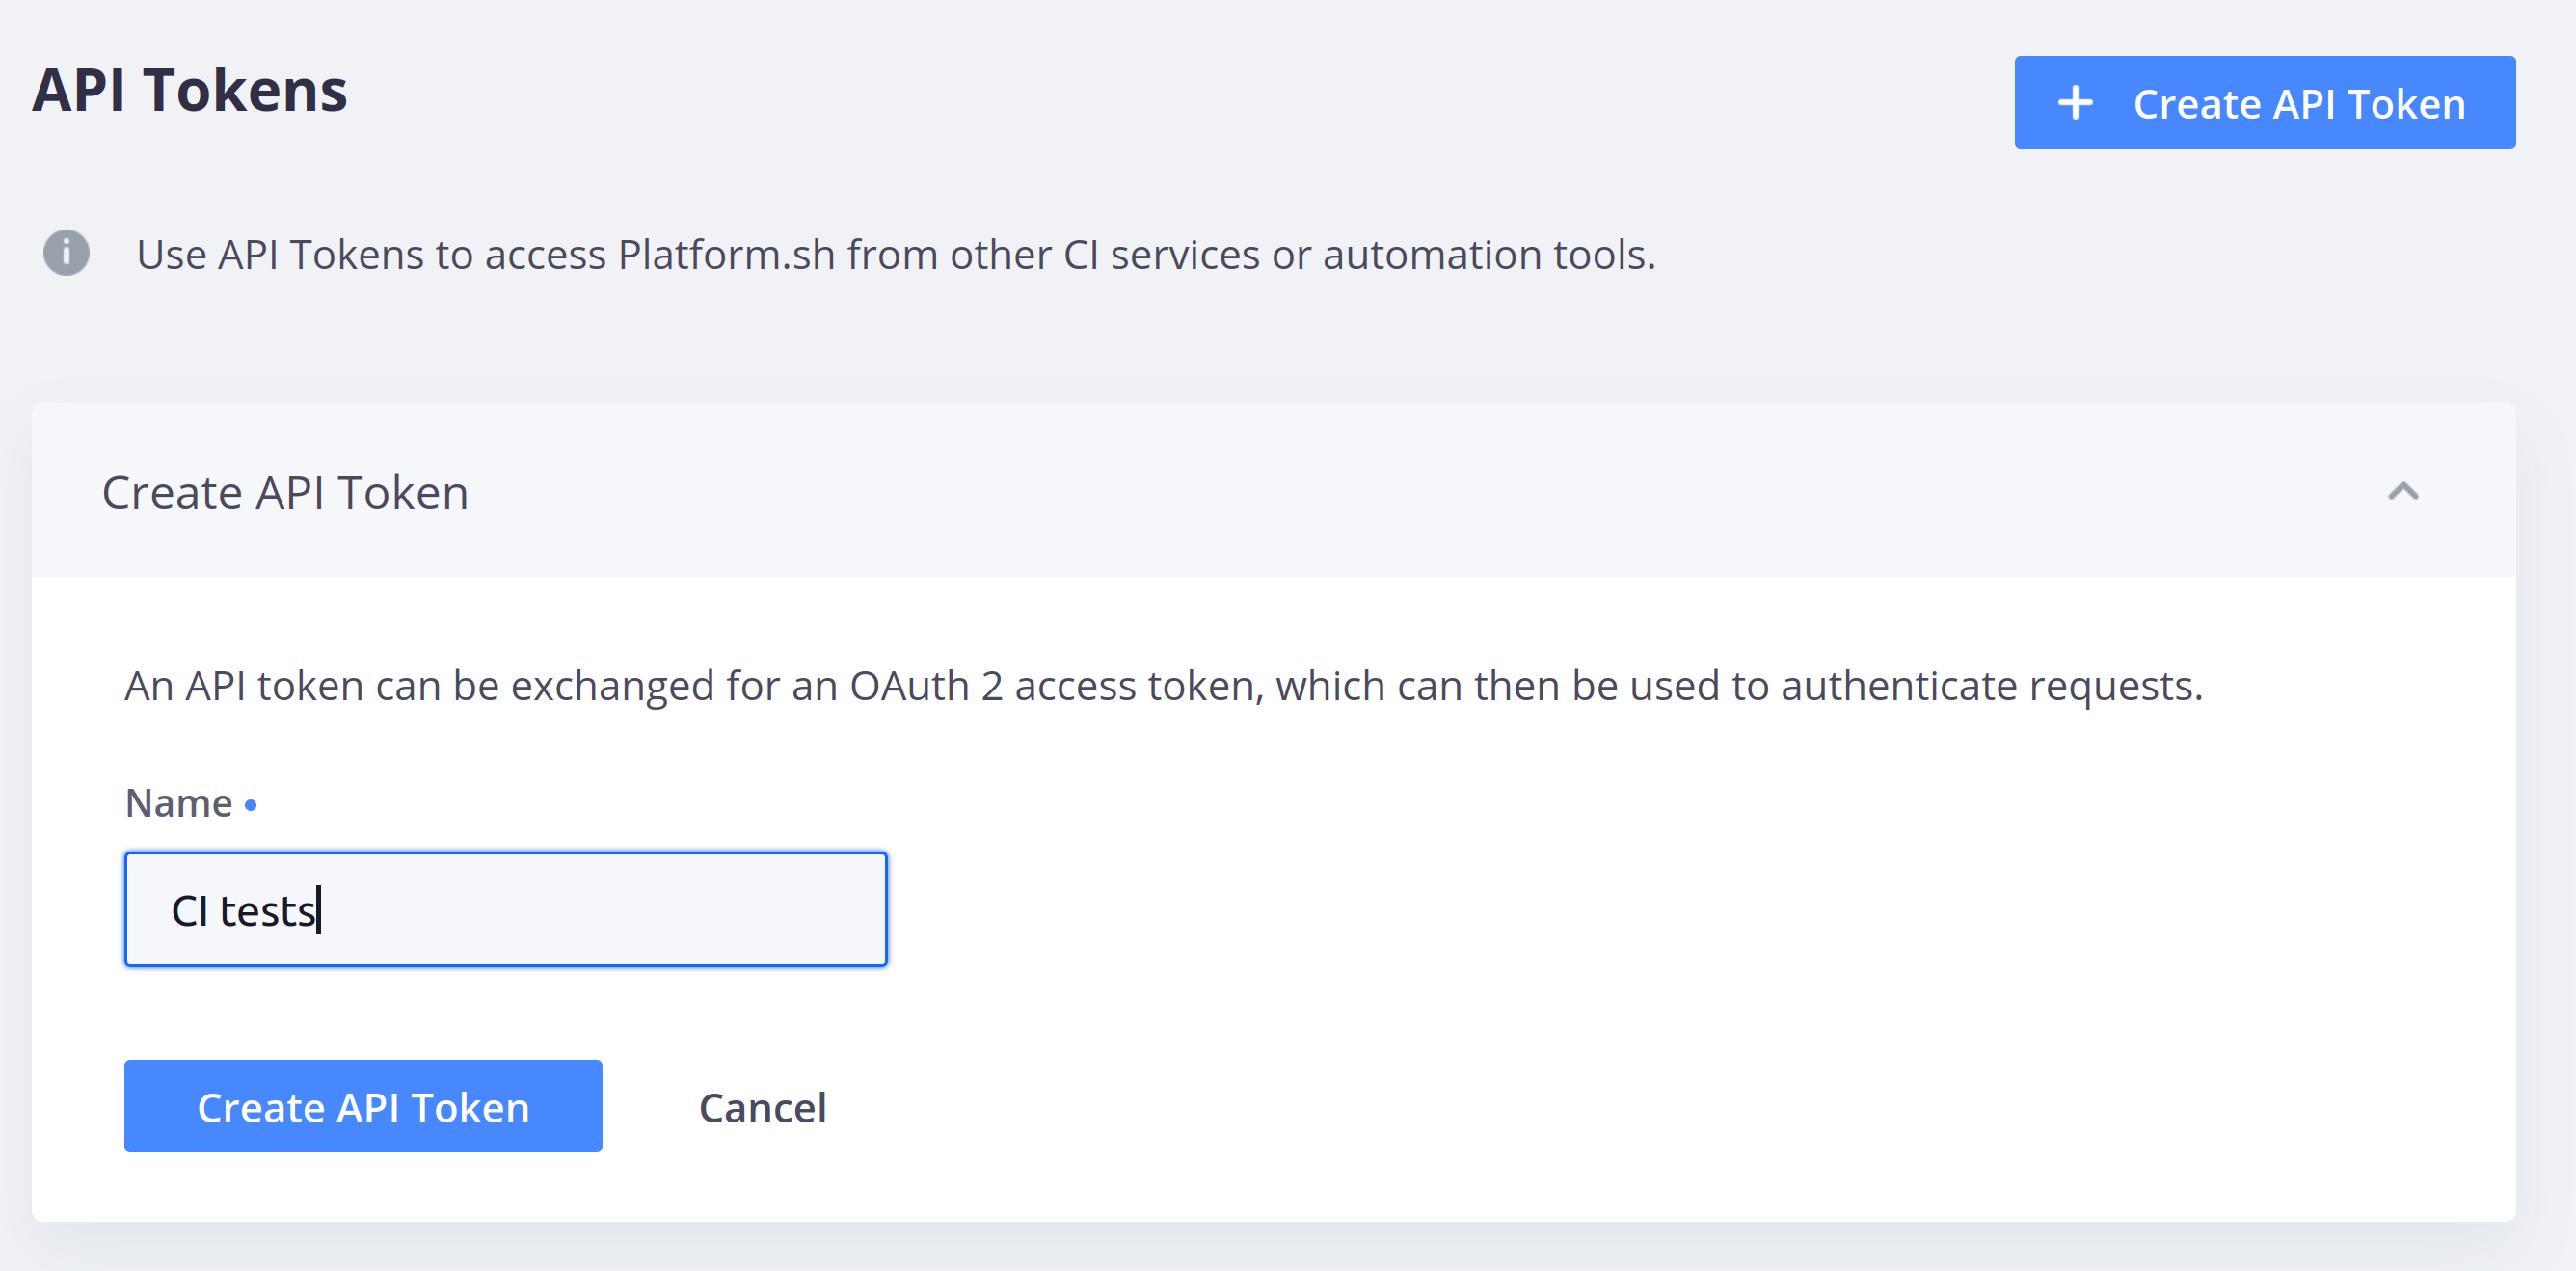 API Tokens
+ Create API Token
Use API Tokens to access Platform.sh from other CI services or automation tools.
Create API Token
An API token can be exchanged for an OAuth 2 access token, which can then be used to authenticate requests.
Name
CI tests
Create API Token
Cancel